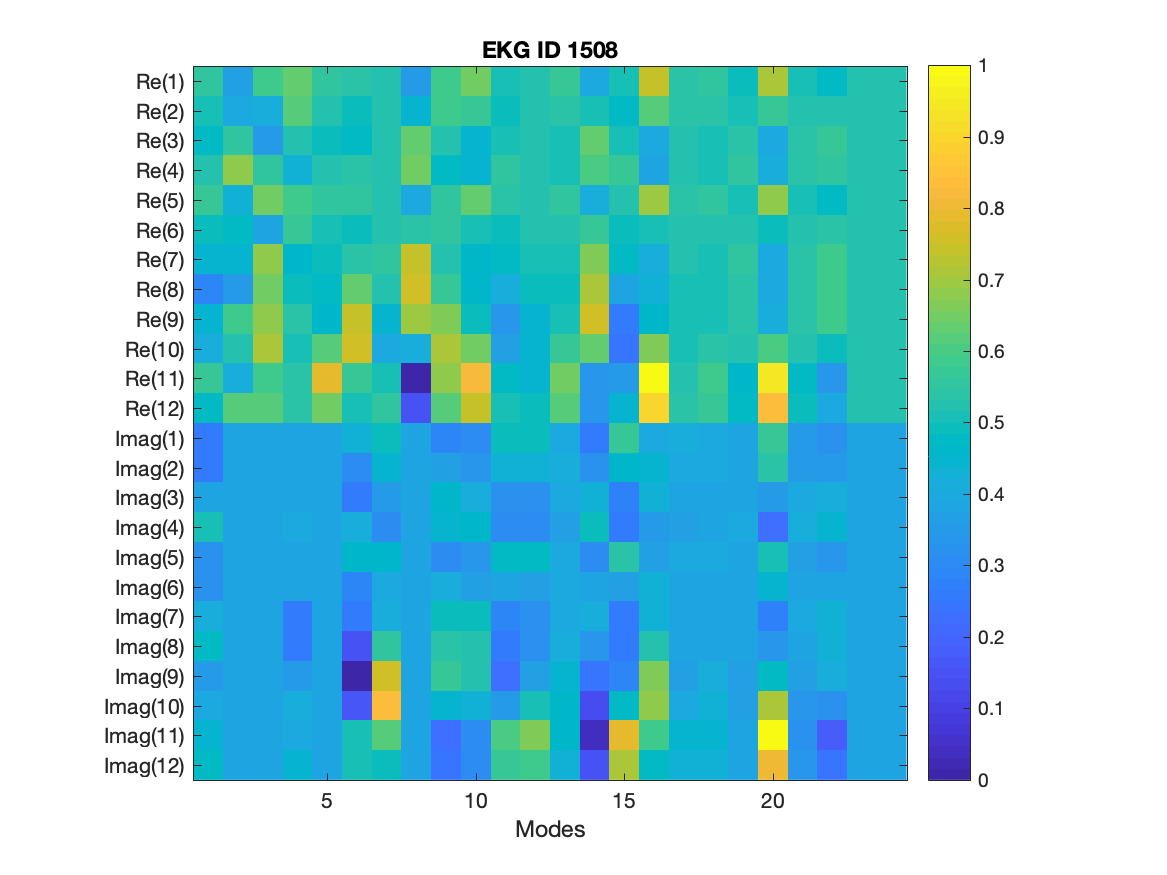 EKG ID 1508
Re(1)
Re(2)
Re(3)
Re(4)
Re(5)
Re(6)
Re(7)
Re(8)
Re(9)
Re(10)
Re(11)
Re(12)
Imag(1)
Imag(2)
Imag(3)
Imag(4)
Imag(5)
Imag(6)
Imag(7)
Imag(8)
Imag(9)
Imag(10)
Imag(11)
Imag(12)
5 10 15 20
Modes
1
0.9
0.8
0.7
0.6
0.5
0.4
0.3
0.2
0.1
0